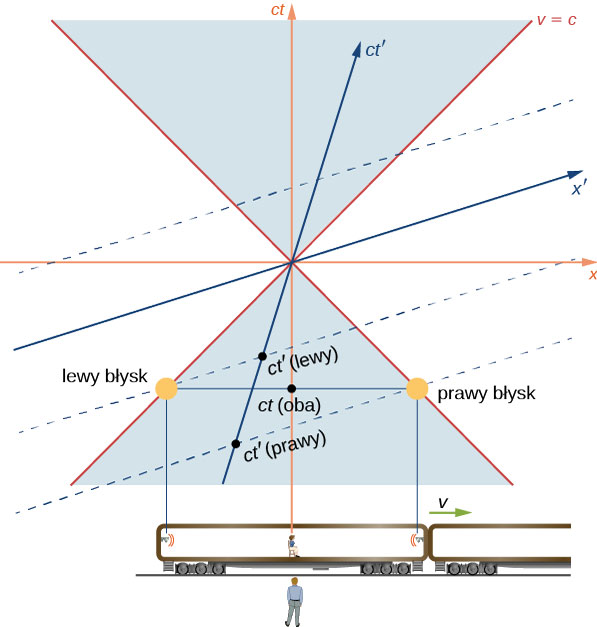 ct
v = c
ct′
x′
x
lewy błysk
ct′ (lewy)
ct (oba)
prawy błysk
ct′ (prawy)
v